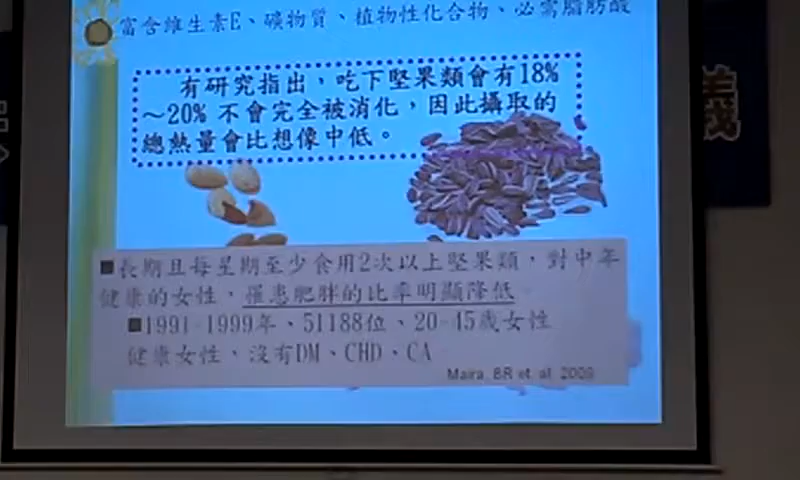 富含維生素E、礦物質、植物性化合物、必需脂肪酸
有研究指出，吃下堅果類會有18%
～20% 不會完全被消化，因此攝取的
總熱量會比想像中低。
■長期且每星期至少食用2次以上堅果類，對中年
健康的女性，罹患肥胖的比率明顯降低
■1991-1999年、51188位、20-45歲女性
健康女性，沒有DM、CHD、CA
Maira, BR et. al. 2009
義